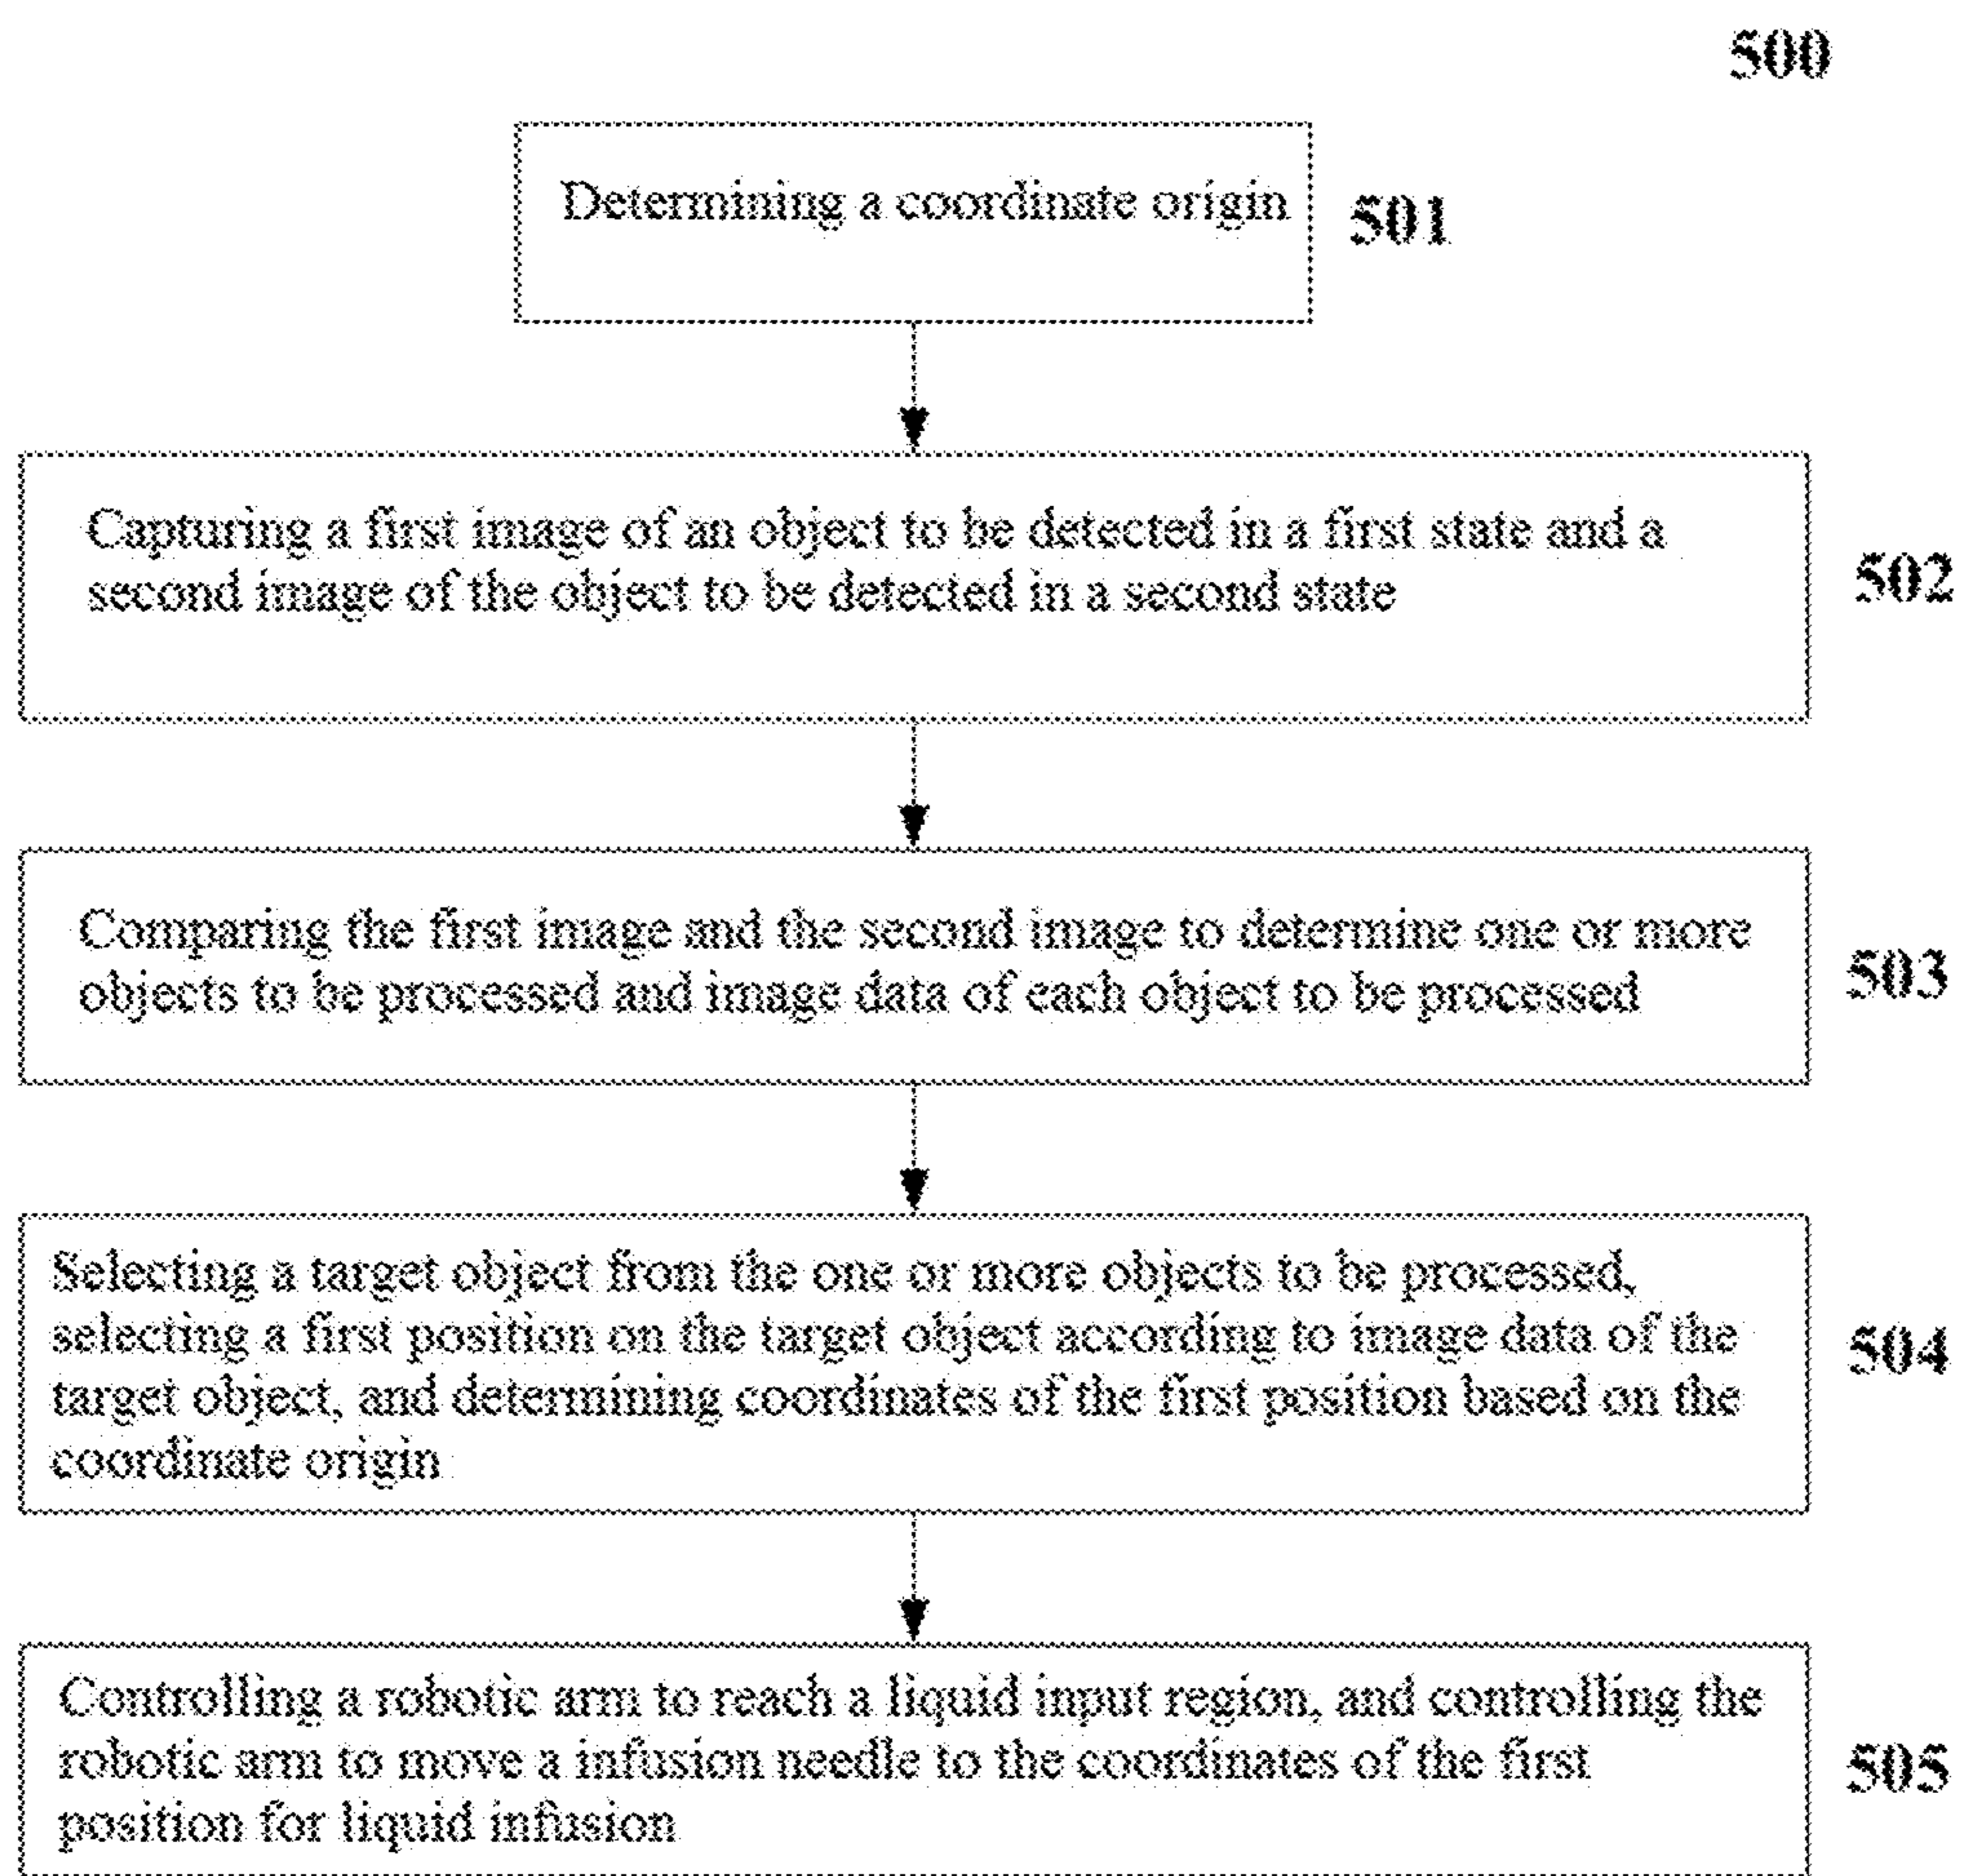 500
Determining a coordinate origin
501
Capturing a first image of an object to be detected in a first state and a
second image of the object to be detected in a second state
502
Comparing the first image and the second image to determine one or more
objects to be processed and image data of each object to be processed
503
Selecting a target object from the one or more objects to be processed,
selecting a first position on the target object according to image data of the
target object, and determining coordinates of the first position based on the
coordinate origin
504
Controlling a robotic arm to reach a liquid input region, and controlling the
robotic arm to move a infusion needle to the coordinates of the first
position for liquid infusion
505